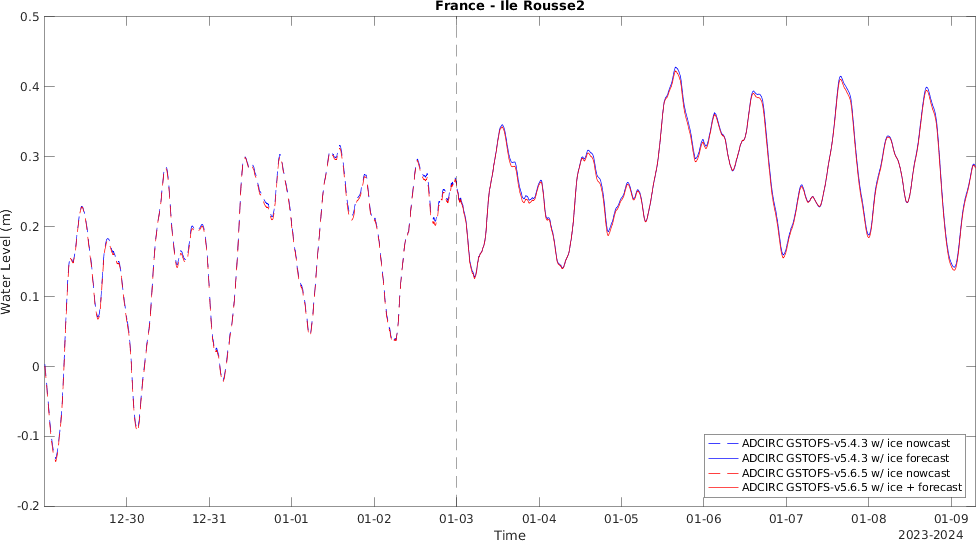 France - Ile Rousse2
Water Level (m)
0.5
0.4
0.3
0.2
0.1
0
-0.1
-0.2
ADCIRC GSTOFS-v5.4.3 w/ ice nowcast
ADCIRC GSTOFS-v5.4.3 w/ ice forecast
ADCIRC GSTOFS-v5.6.5 w/ ice nowcast
ADCIRC GSTOFS-v5.6.5 w/ ice + forecast
12-30 12-31 01-01 01-02 01-03 01-04 01-05 01-06 01-07 01-08 01-09
Time
2023-2024